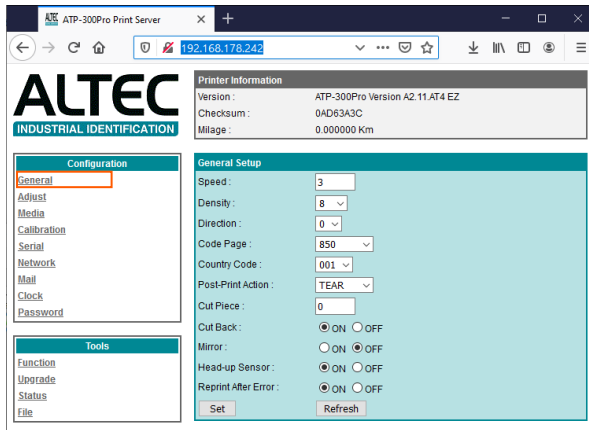 ALTEC ATP-300Pro Print Server
192.168.178.242
ALTEC
INDUSTRIAL IDENTIFICATION
Printer Information
Version : ATP-300Pro Version A2.11.AT4 EZ
Checksum : 0AD63A3C
Milage : 0.000000 Km
Configuration
General
Adjust
Media
Calibration
Serial
Network
Mail
Clock
Password
Tools
Function
Upgrade
Status
File
General Setup
Speed : 3
Density : 8
Direction : 0
Code Page : 850
Country Code : 001
Post-Print Action : TEAR
Cut Piece : 0
Cut Back : ON OFF
Mirror : ON OFF
Head-up Sensor : ON OFF
Reprint After Error : ON OFF
Set Refresh